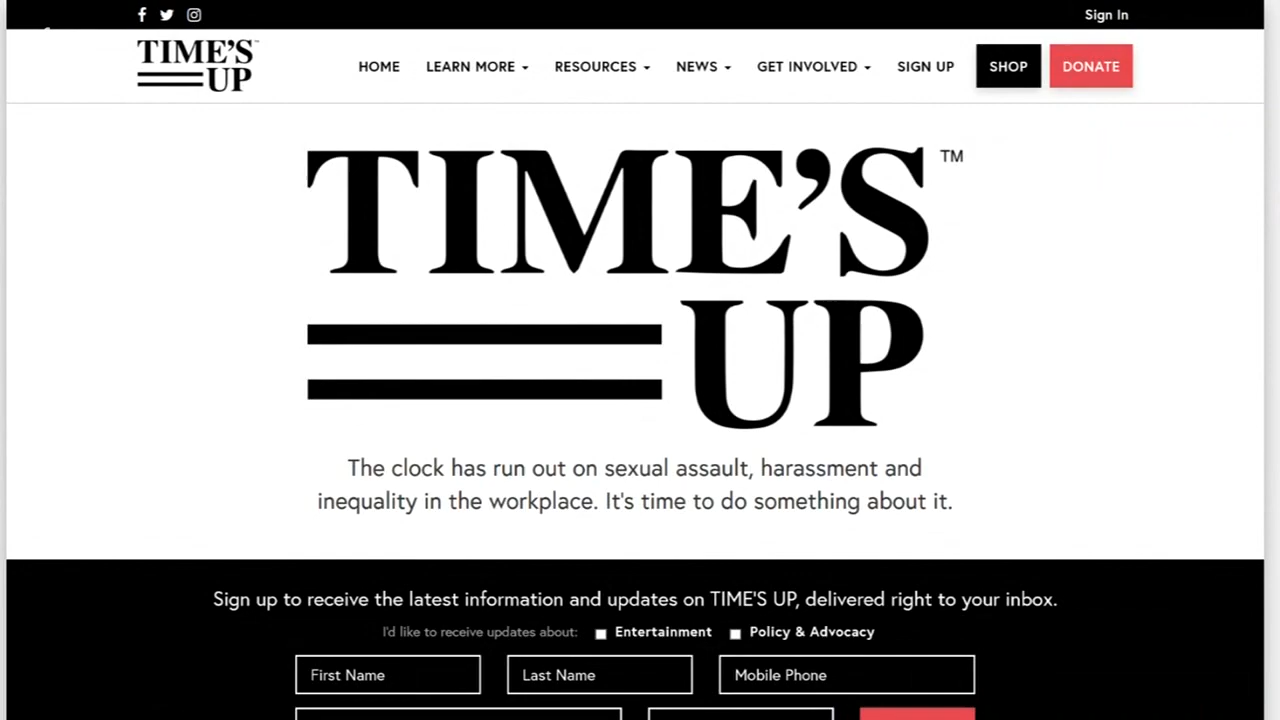 Sign In
TIME'S™
UP
HOME LEARN MORE RESOURCES NEWS GET INVOLVED SIGN UP SHOP DONATE
TIME'S™
UP
The clock has run out on sexual assault, harassment and
inequality in the workplace. It's time to do something about it.
Sign up to receive the latest information and updates on TIME'S UP, delivered right to your inbox.
I'd like to receive updates about: Entertainment Policy & Advocacy
First Name Last Name Mobile Phone